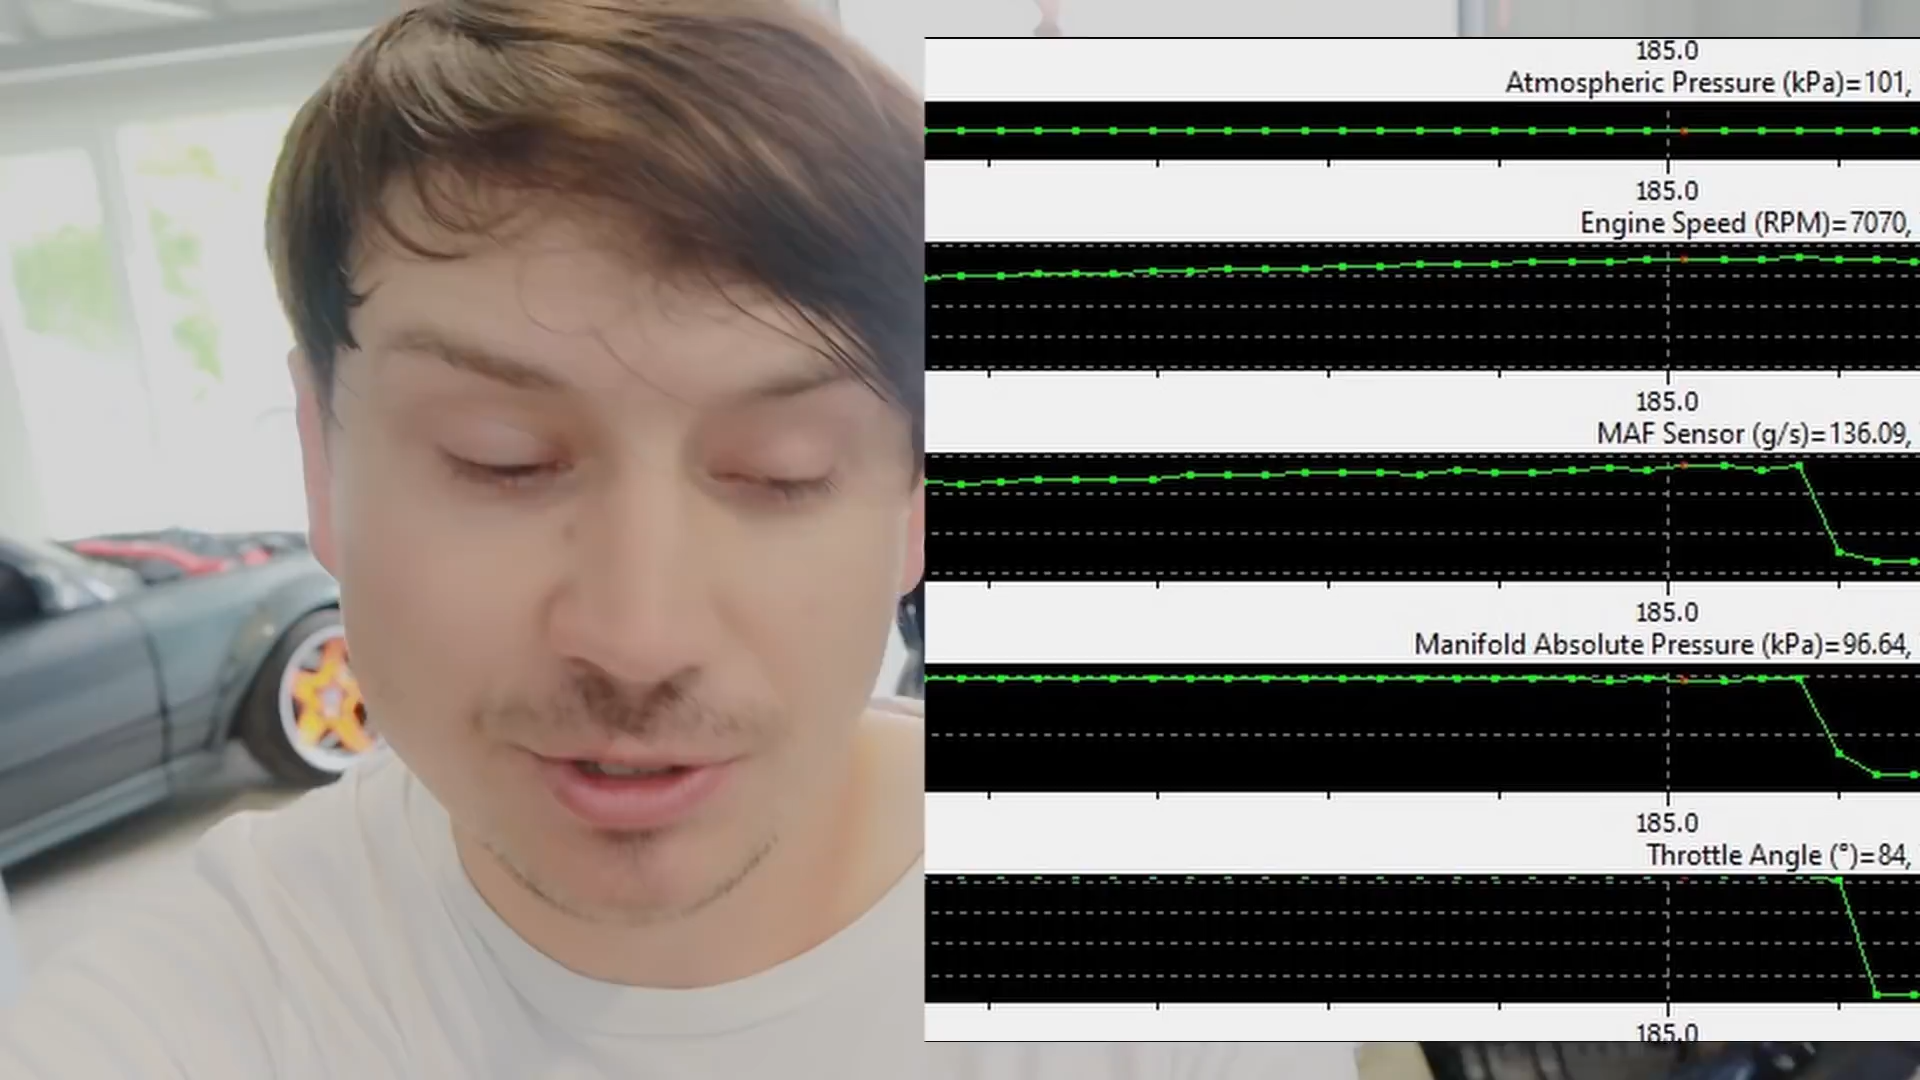 185.0
Atmospheric Pressure (kPa)=101,
185.0
Engine Speed (RPM)=7070,
185.0
MAF Sensor (g/s)=136.09,
185.0
Manifold Absolute Pressure (kPa)=96.64,
185.0
Throttle Angle (°)=84,
185.0